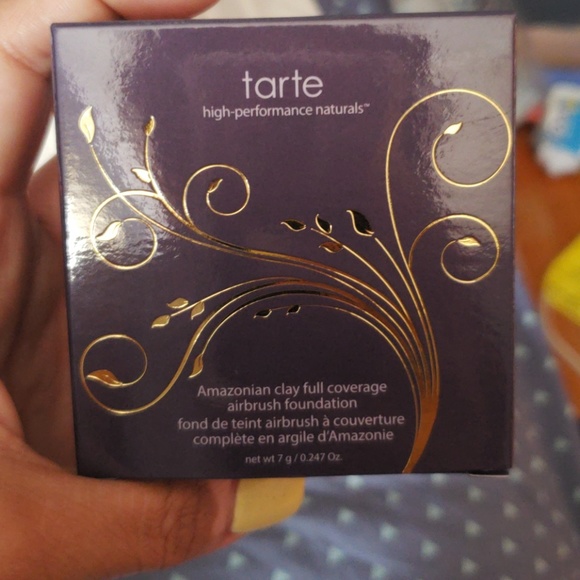 tarte
high-performance naturals™
Amazonian clay full coverage
airbrush foundation
fond de teint airbrush à couverture
complète en argile d'Amazonie
net wt 7 g / 0.247 Oz.